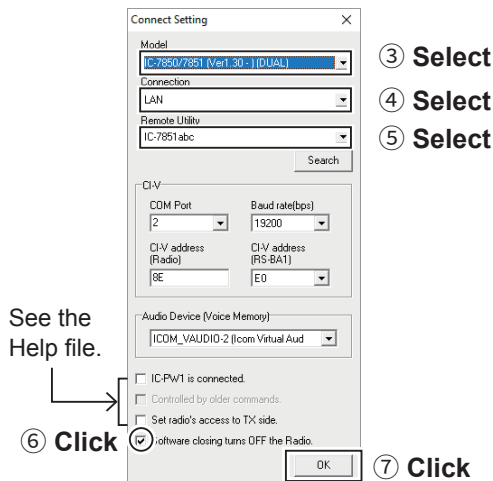 Connect Setting
Model
IC-7850/7851 (Ver1.30 - ) (DUAL)
③ Select
Connection
LAN
④ Select
Remote Utility
IC-7851abc
⑤ Select
Search
CI-V
COM Port Baud rate(bps)
2 19200
CI-V address CI-V address
(Radio) (RS-BA1)
8E E0
Audio Device (Voice Memory)
ICOM_VAUDIO-2 (Icom Virtual Aud
See the
Help file.
IC-PW1 is connected.
Controlled by older commands.
Set radio's access to TX side.
⑥ Click
Software closing turns OFF the Radio.
OK
⑦ Click